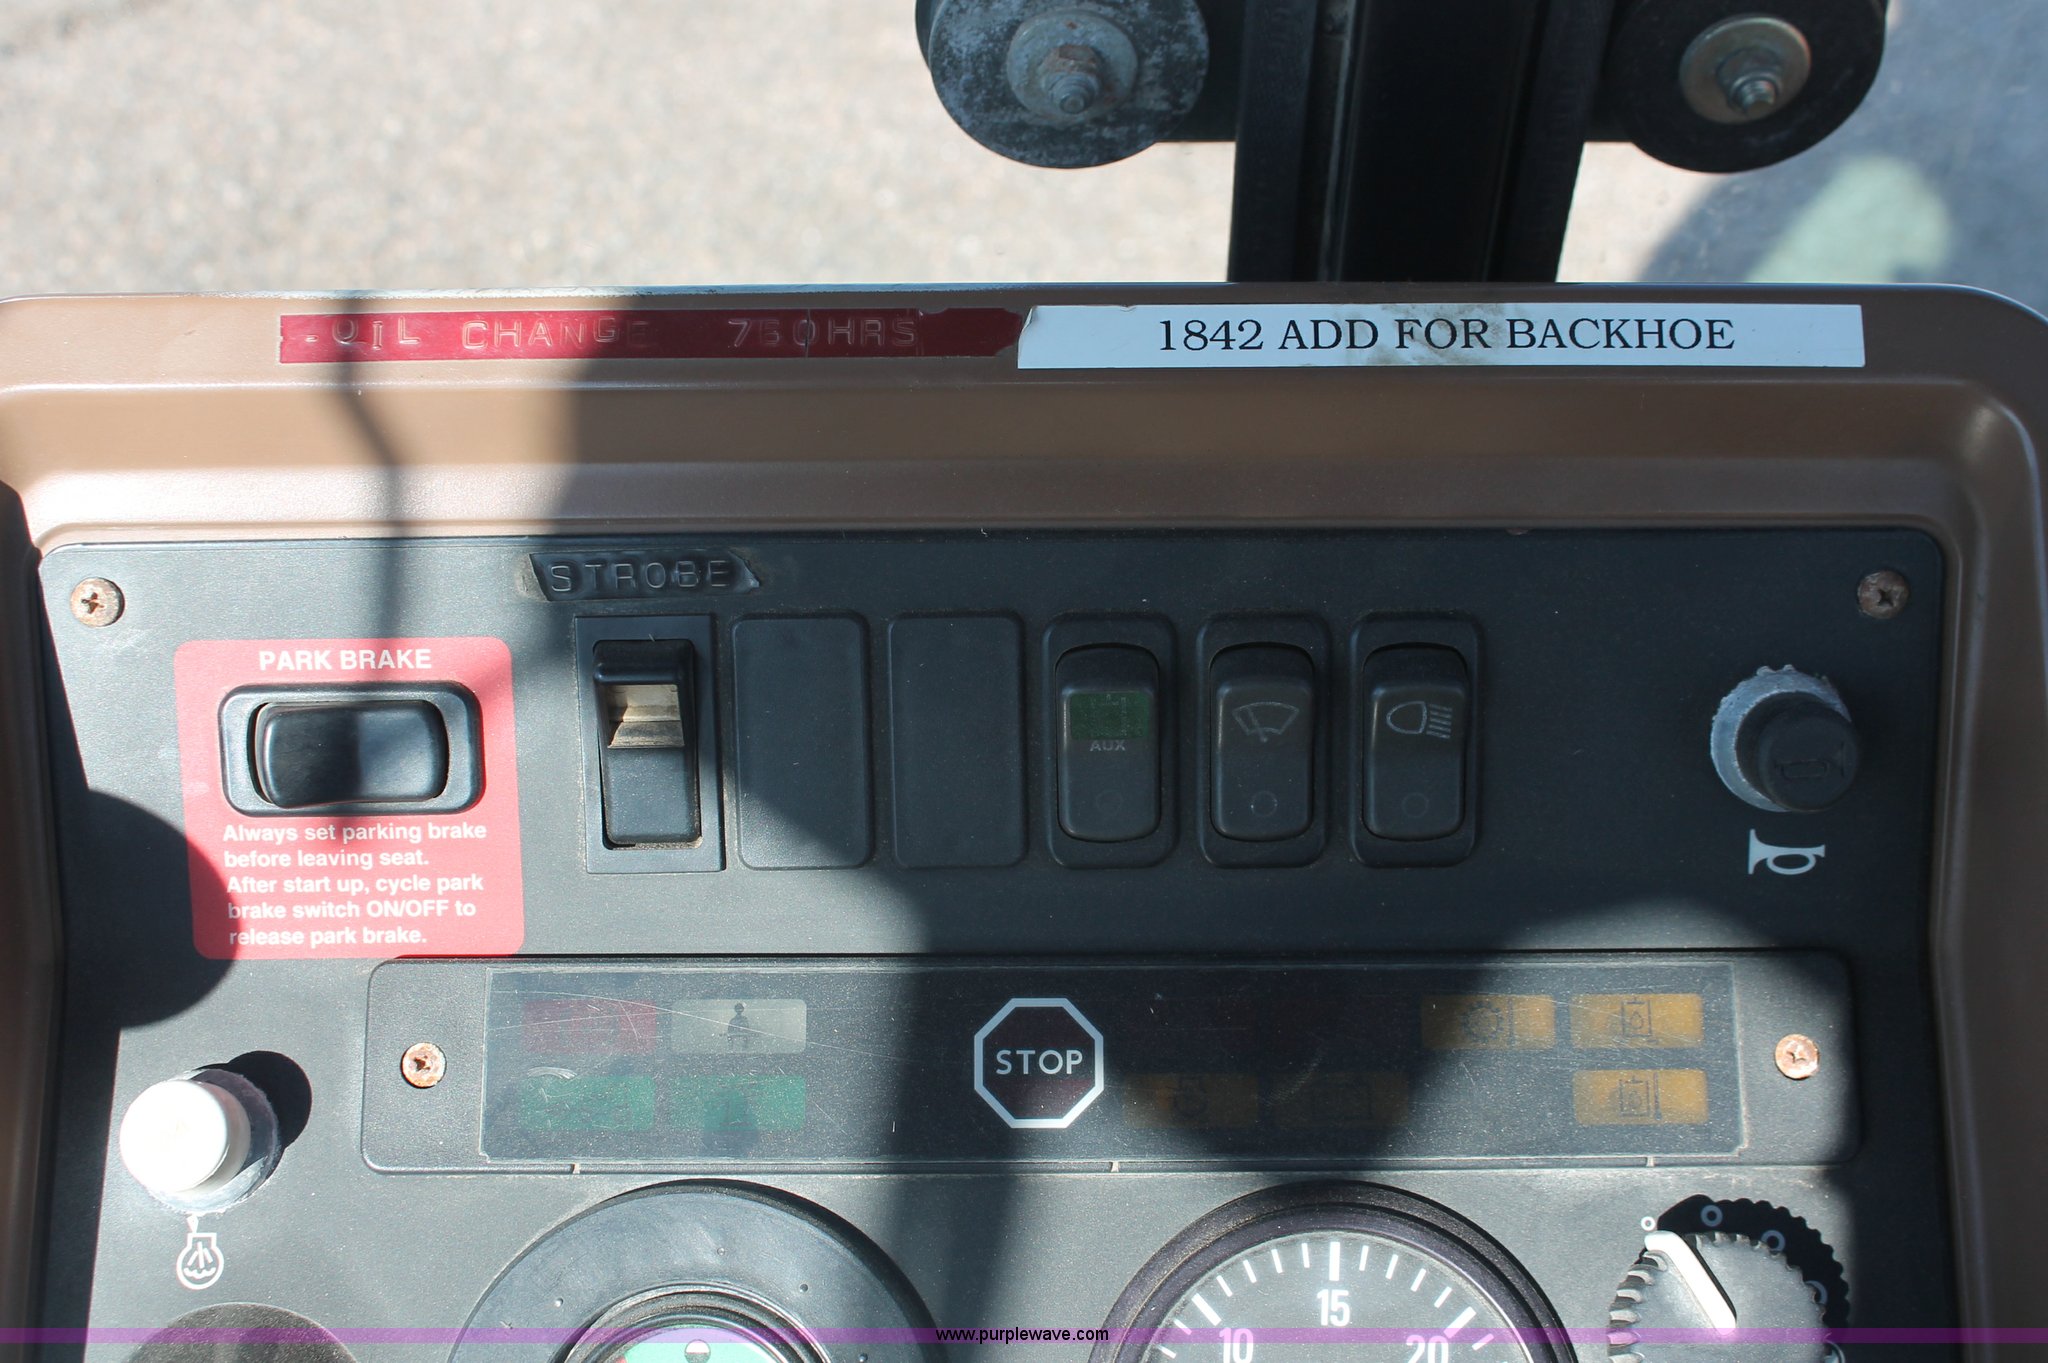 -OIL CHANGE 750HRS
1842 ADD FOR BACKHOE
STROBE
PARK BRAKE
AUX
Always set parking brake
before leaving seat.
After start up, cycle park
brake switch ON/OFF to
release park brake.
STOP
15
10
20
www.purplewave.com